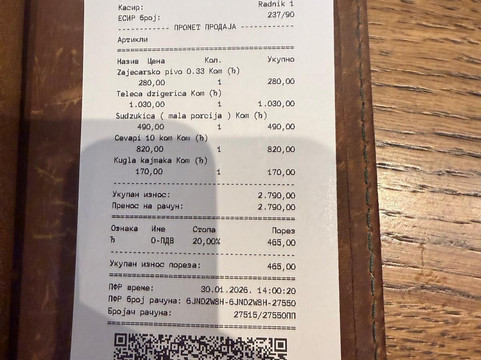 Касир: Radnik 1
ЕСИР број: 237/90
------------ ПРОМЕТ ПРОДАЈА ------------
Артикли
========================================
Назив Цена Кол. Укупно
Zajecarsko pivo 0.33 Kom (Ђ)
280,00 1 280,00
Teleca dzigerica Kom (Ђ)
1.030,00 1 1.030,00
Sudzukica ( mala porcija ) Kom (Ђ)
490,00 1 490,00
Cevapi 10 kom Kom (Ђ)
820,00 1 820,00
Kugla kajmaka Kom (Ђ)
170,00 1 170,00
----------------------------------------
Укупан износ: 2.790,00
Пренос на рачун: 2.790,00
========================================
Ознака Име Стопа Порез
Ђ О-ПДВ 20,00% 465,00
----------------------------------------
Укупан износ пореза: 465,00
========================================
ПФР време: 30.01.2026. 14:00:20
ПФР број рачуна: 6JND2W8H-6JND2W8H-27550
Бројач рачуна: 27515/27550ПП
========================================